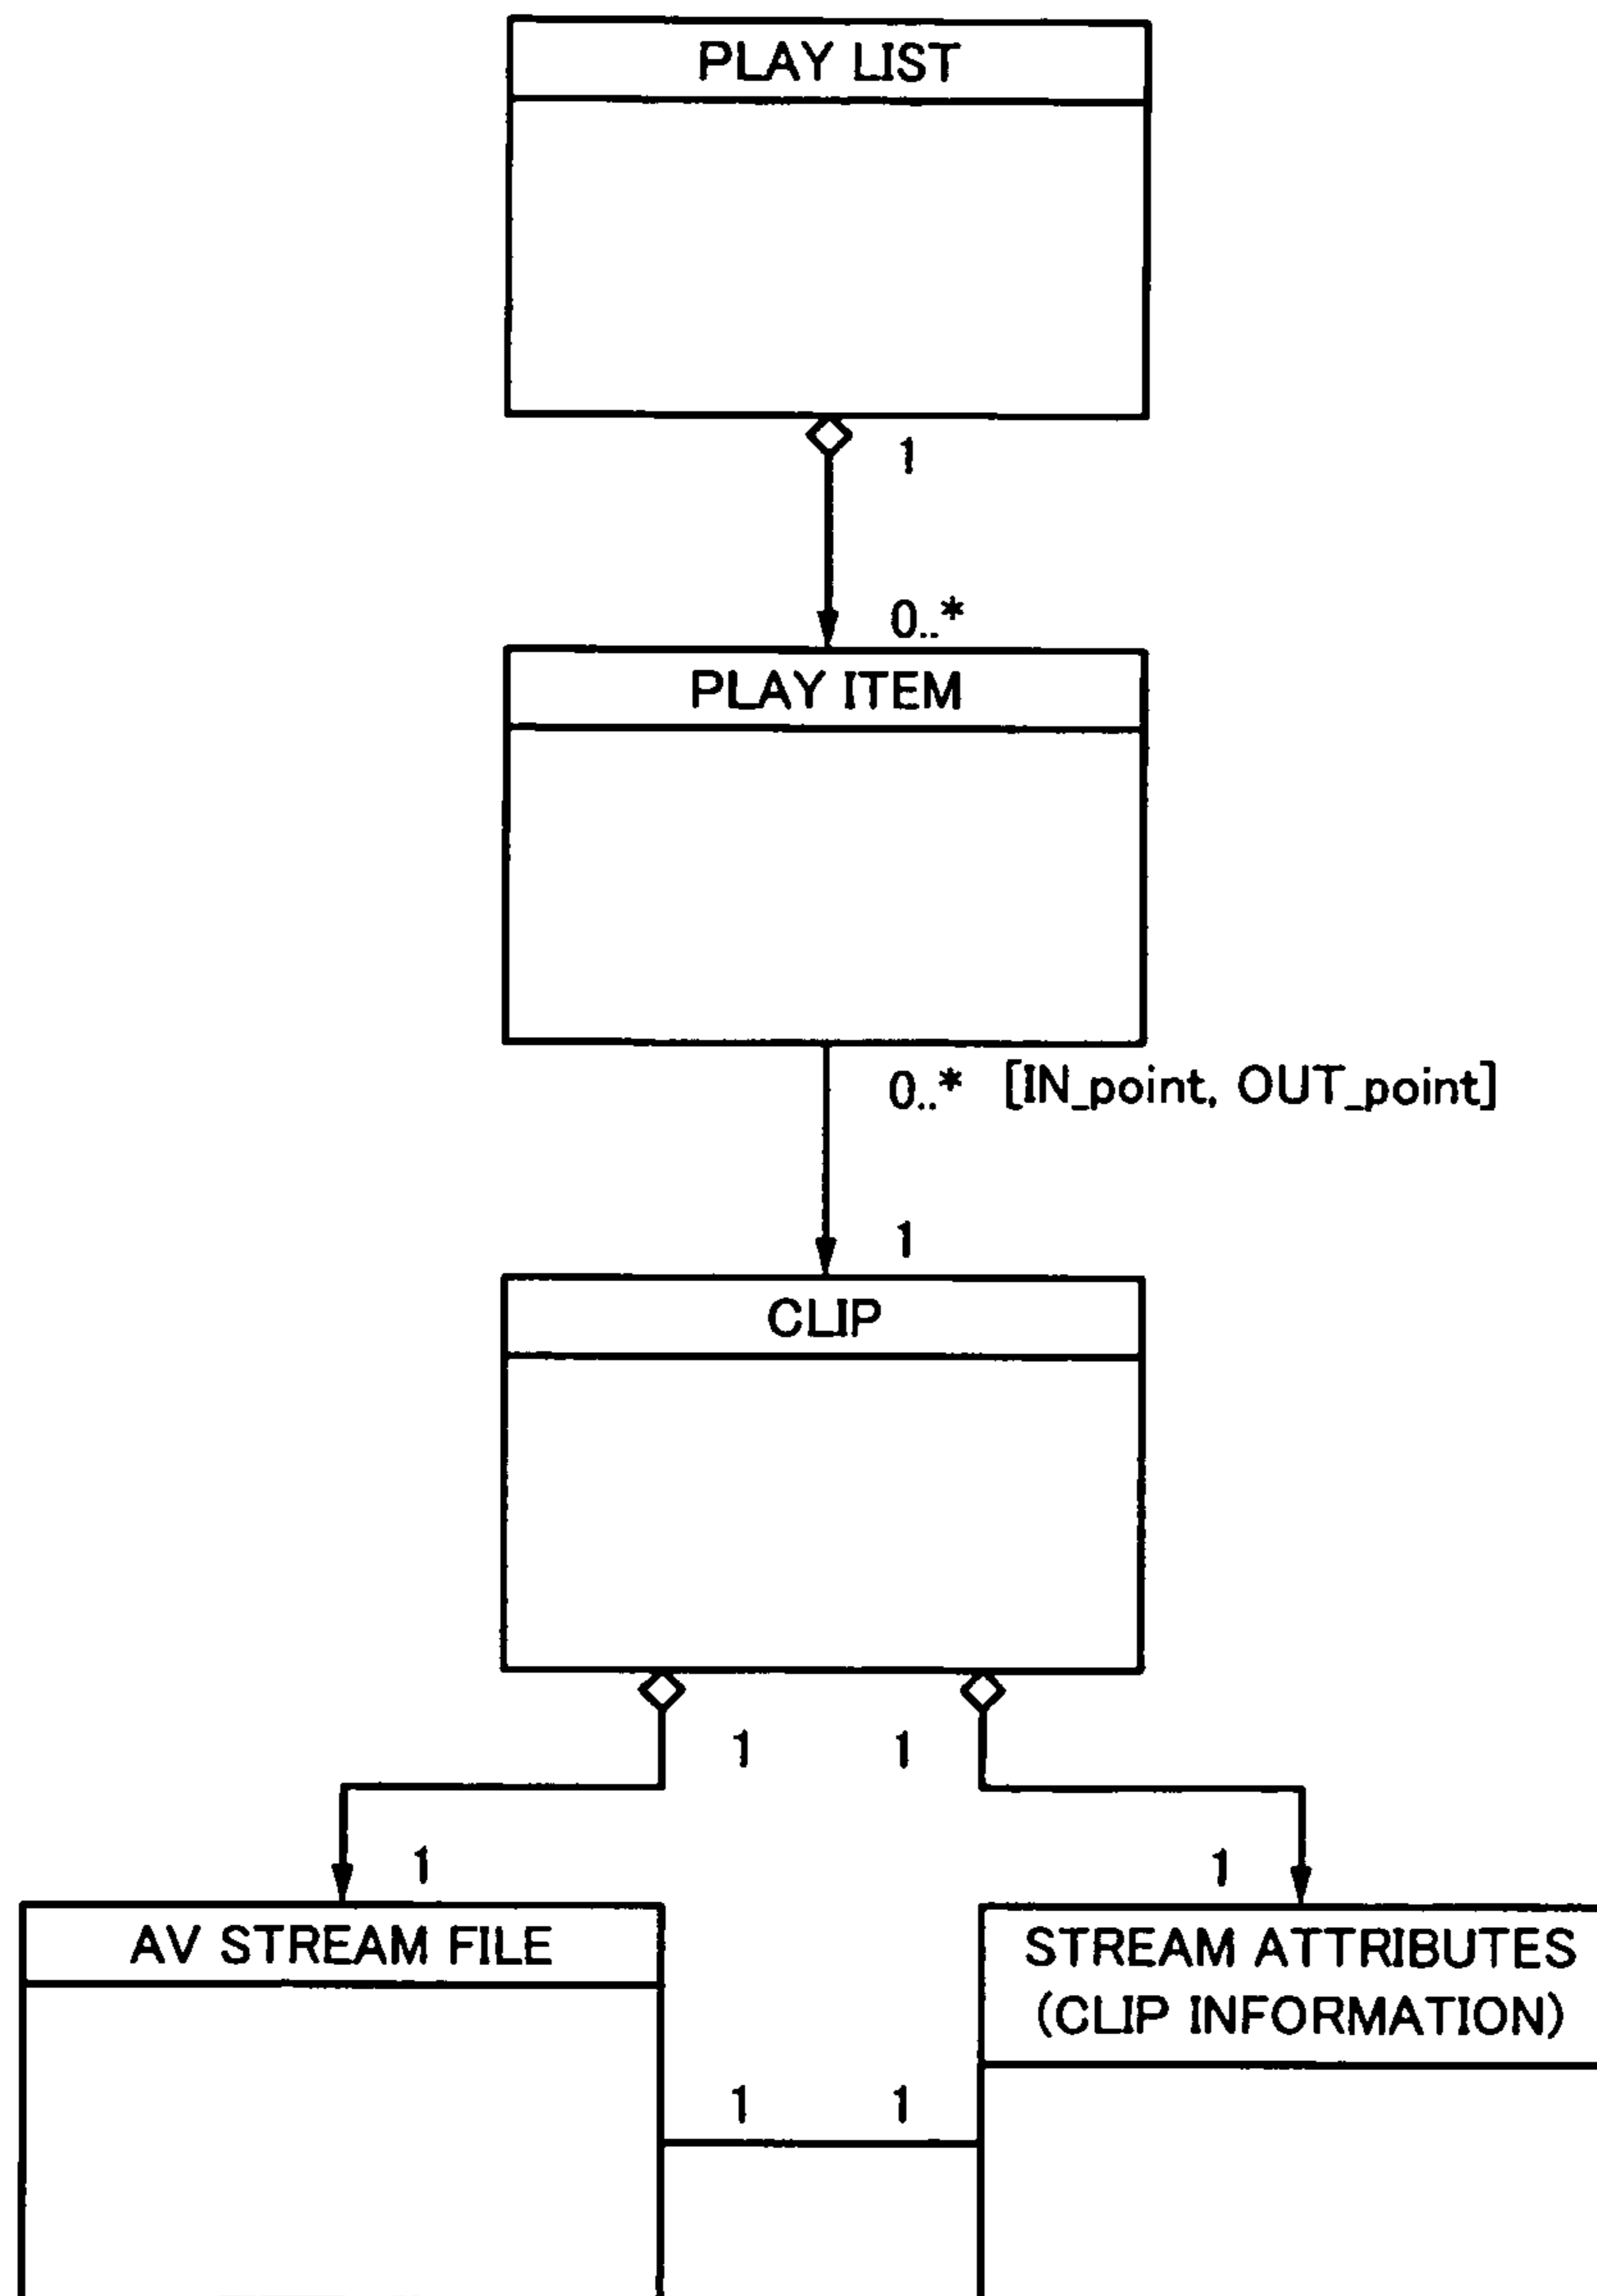 PLAY LIST
1
0..*
PLAY ITEM
0..* [IN_point, OUT_point]
1
CLIP
1 1
1 1
AV STREAM FILE
STREAM ATTRIBUTES
(CLIP INFORMATION)
1 1